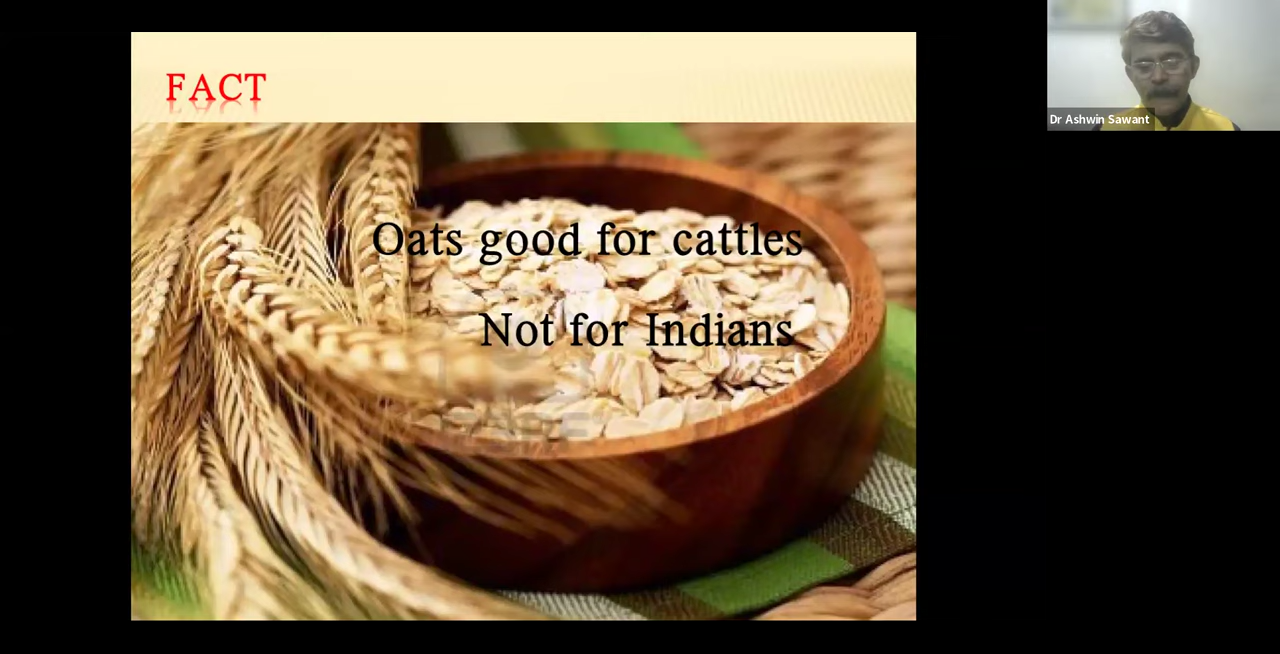 FACT
Oats good for cattles
Not for Indians
Dr Ashwin Sawant